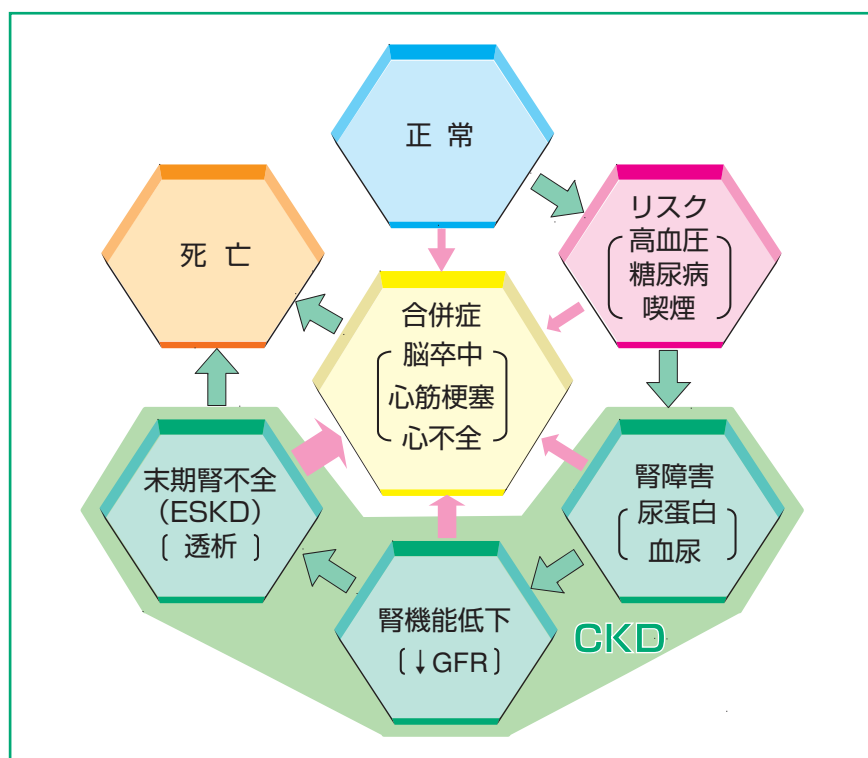 正常
リスク
高血圧
糖尿病
喫煙
死亡
合併症
脳卒中
心筋梗塞
心不全
腎障害
尿蛋白
血尿
末期腎不全
（ESKD）
〔 透析 〕
腎機能低下
〔↓GFR〕
CKD